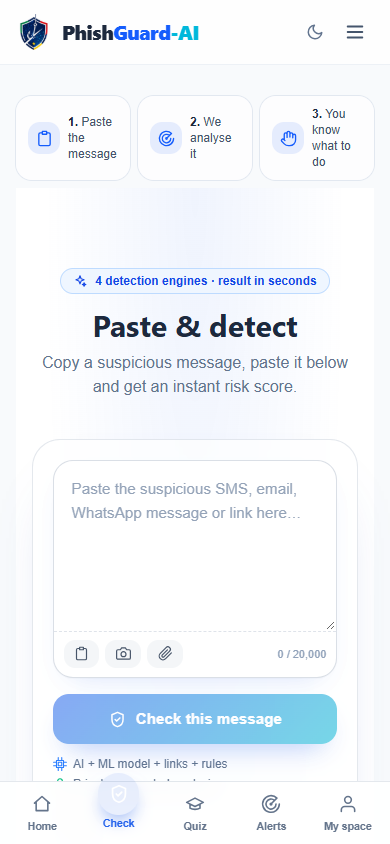 PhishGuard-AI
1. Paste
the
message
2. We
analyse
it
3. You
know
what to
do
4 detection engines · result in seconds
Paste & detect
Copy a suspicious message, paste it below
and get an instant risk score.
Paste the suspicious SMS, email,
WhatsApp message or link here...
0 / 20,000
Check this message
AI + ML model + links + rules
Home
Check
Quiz
Alerts
My space